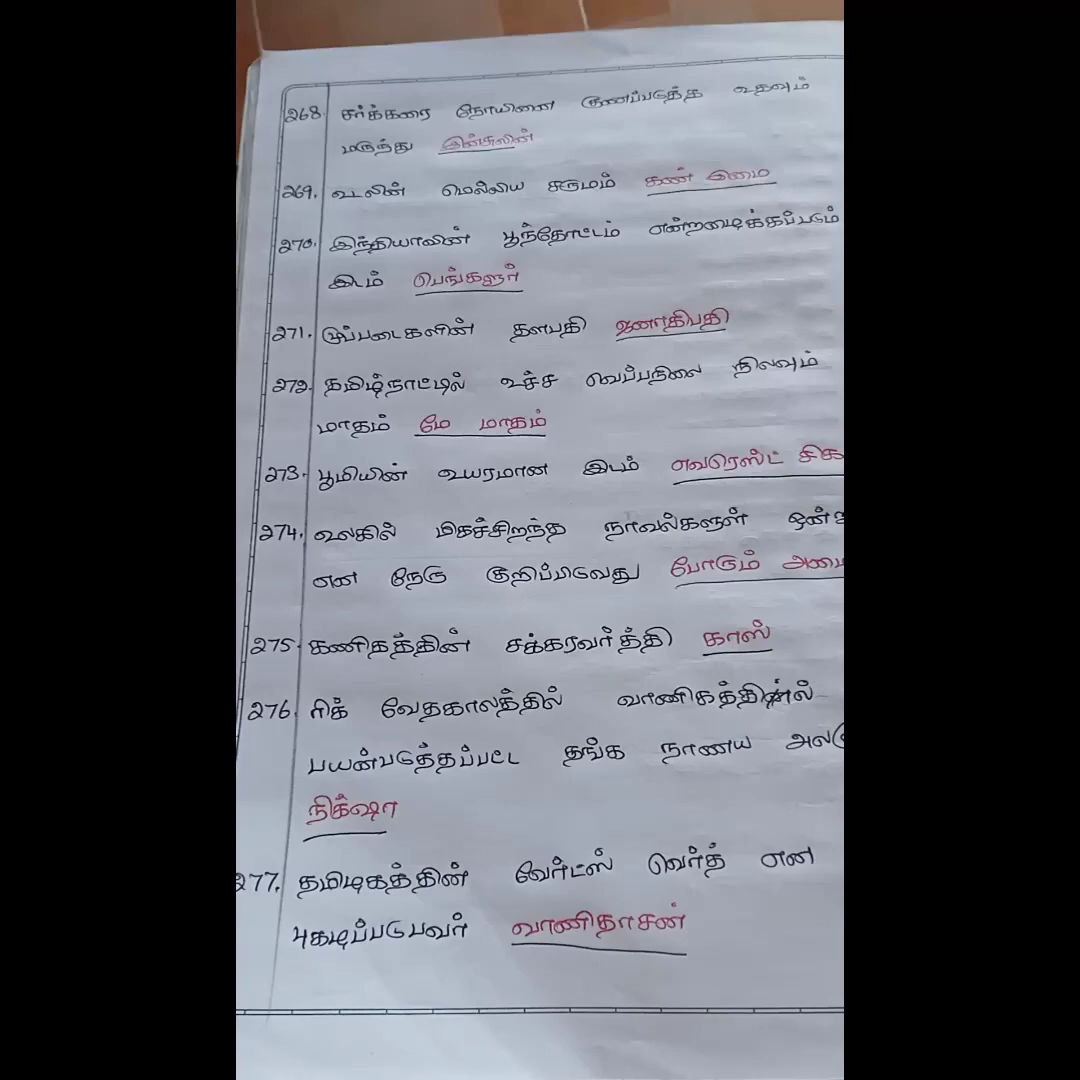 268. சர்க்கரை நோயினை குணப்படுத்த உதவும்
மருந்து இன்சுலின்
269. உடலின் மெல்லிய சருமம் கண் இமை
270. இந்தியாவின் பூந்தோட்டம் என்றழைக்கப்படும்
இடம் பெங்களூர்
271. முப்படைகளின் தளபதி ஜனாதிபதி
272. தமிழ்நாட்டில் உச்ச வெப்பநிலை நிலவும்
மாதம் மே மாதம்
273. பூமியின் உயரமான இடம் எவரெஸ்ட் சிக
274. உலகில் மிகச்சிறந்த நாவல்களுள் ஒன்று
என நேரு குறிப்பிடுவது போரும் அமை
275. கணிதத்தின் சக்கரவர்த்தி காஸ்
276. ரிக் வேதகாலத்தில் வாணிகத்தில்
பயன்படுத்தப்பட்ட தங்க நாணய அலகு
நிக்ஷா
277. தமிழகத்தின் வேர்ட்ஸ் வெர்த் என
புகழப்படுபவர் வாணிதாசன்